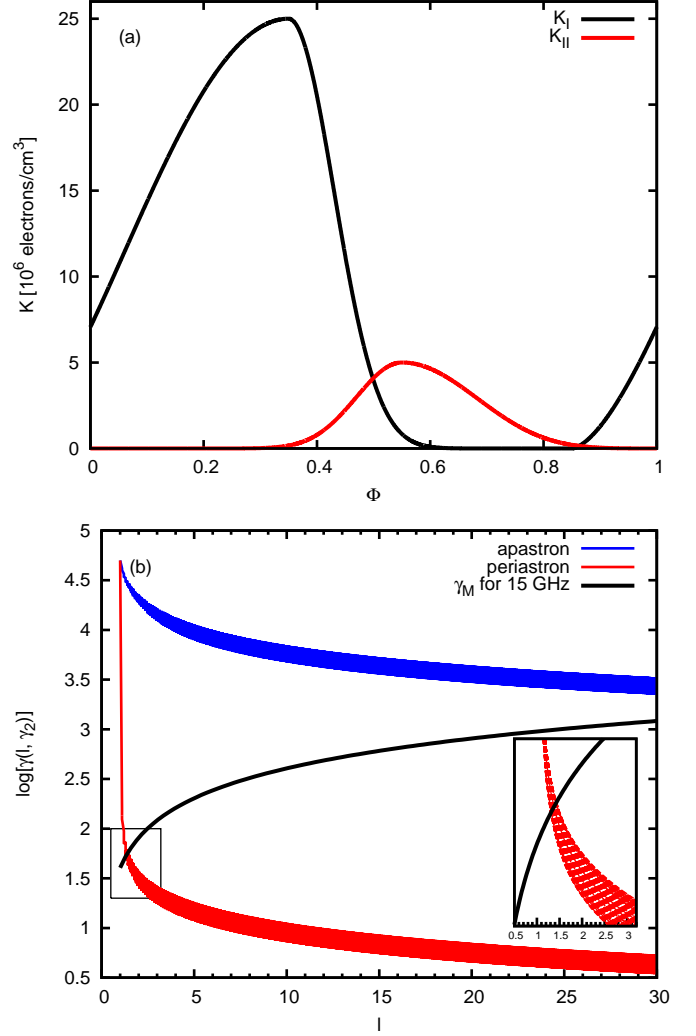 (a)
K_I
K_II
25
20
15
10
5
0
K [10^6 electrons/cm^3]
0 0.2 0.4 0.6 0.8 1
Φ
(b)
apastron
periastron
γ_M for 15 GHz
5
4.5
4
3.5
3
2.5
2
1.5
1
0.5
log[γ(l, γ_2)]
0.5 1 1.5 2 2.5 3
0 5 10 15 20 25 30
l